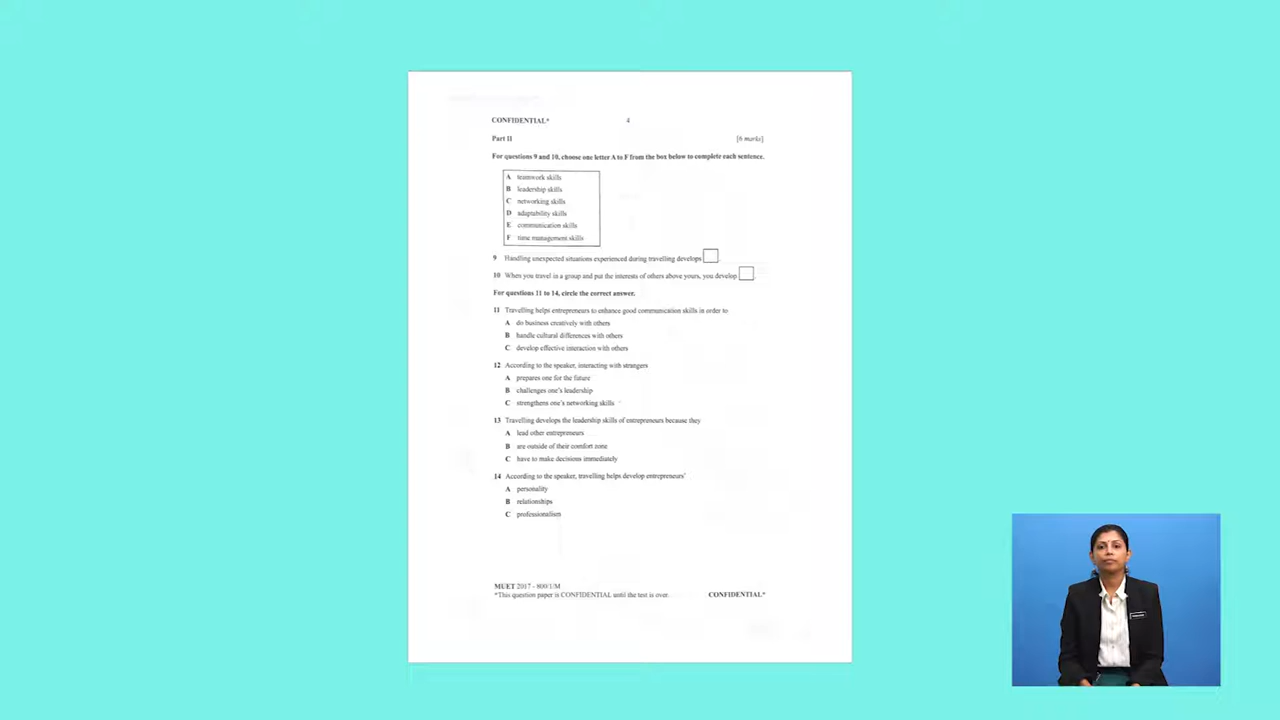 CONFIDENTIAL* 4
Part II [6 marks]
For questions 9 and 10, choose one letter A to F from the box below to complete each sentence.
A teamwork skills
B leadership skills
C networking skills
D adaptability skills
E communication skills
F time management skills
9 Handling unexpected situations experienced during travelling develops .
10 When you travel in a group and put the interests of others above yours, you develop .
For questions 11 to 14, circle the correct answer.
11 Travelling helps entrepreneurs to enhance good communication skills in order to
A do business creatively with others
B handle cultural differences with others
C develop effective interaction with others
12 According to the speaker, interacting with strangers
A prepares one for the future
B challenges one's leadership
C strengthens one's networking skills
13 Travelling develops the leadership skills of entrepreneurs because they
A lead other entrepreneurs
B are outside of their comfort zone
C have to make decisions immediately
14 According to the speaker, travelling helps develop entrepreneurs'
A personality
B relationships
C professionalism
MUET 2017 - 800/1/M
*This question paper is CONFIDENTIAL until the test is over. CONFIDENTIAL*